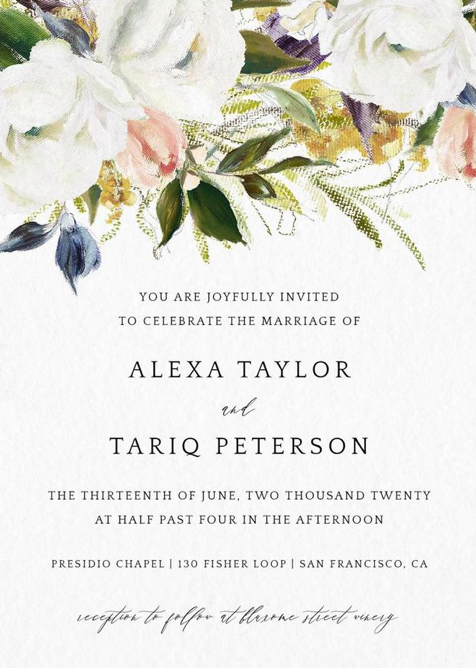 YOU ARE JOYFULLY INVITED
TO CELEBRATE THE MARRIAGE OF
ALEXA TAYLOR
and
TARIQ PETERSON
THE THIRTEENTH OF JUNE, TWO THOUSAND TWENTY
AT HALF PAST FOUR IN THE AFTERNOON
PRESIDIO CHAPEL | 130 FISHER LOOP | SAN FRANCISCO, CA
reception to follow at bluxome street winery